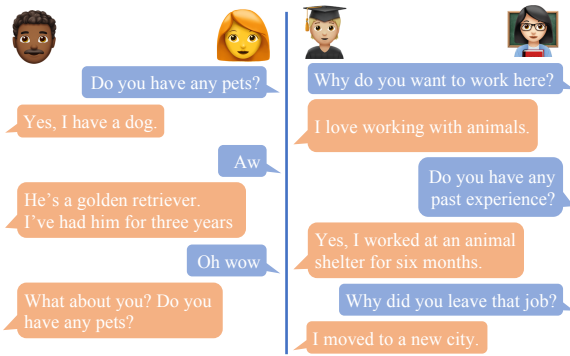 Do you have any pets?
Yes, I have a dog.
Aw
He’s a golden retriever.
I’ve had him for three years
Oh wow
What about you? Do you
have any pets?
Why do you want to work here?
I love working with animals.
Do you have any
past experience?
Yes, I worked at an animal
shelter for six months.
Why did you leave that job?
I moved to a new city.